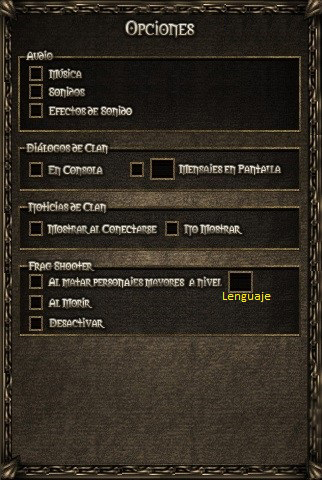 Opciones
Audio
Música
Sonidos
Efectos de Sonido
Diálogos de Clan
En Consola
Mensajes en Pantalla
Noticias de Clan
Mostrar al Conectarse
No Mostrar
Frag Shooter
Al matar personajes mayores a nivel
Lenguaje
Al Morir
Desactivar